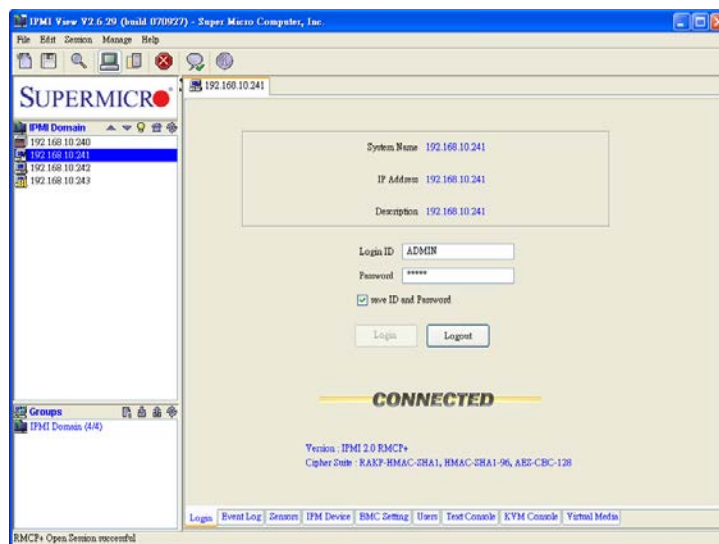 IPMI View V2.6.29 (build 070927) - Super Micro Computer, Inc.
File Edit Session Manage Help
SUPERMICRO
192.168.10.241
IPMI Domain
192.168.10.240
192.168.10.241
192.168.10.242
192.168.10.243
System Name 192.168.10.241
IP Address 192.168.10.241
Description 192.168.10.241
Login ID ADMIN
Password *****
save ID and Password
Login Logout
CONNECTED
Groups
IPMI Domain (4/4)
Version : IPMI 2.0 RMCP+
Cipher Suite : RAKP-HMAC-SHA1, HMAC-SHA1-96, AES-CBC-128
Login Event Log Sensors IPM Device BMC Setting Users Text Console KVM Console Virtual Media
RMCP+ Open Session successful